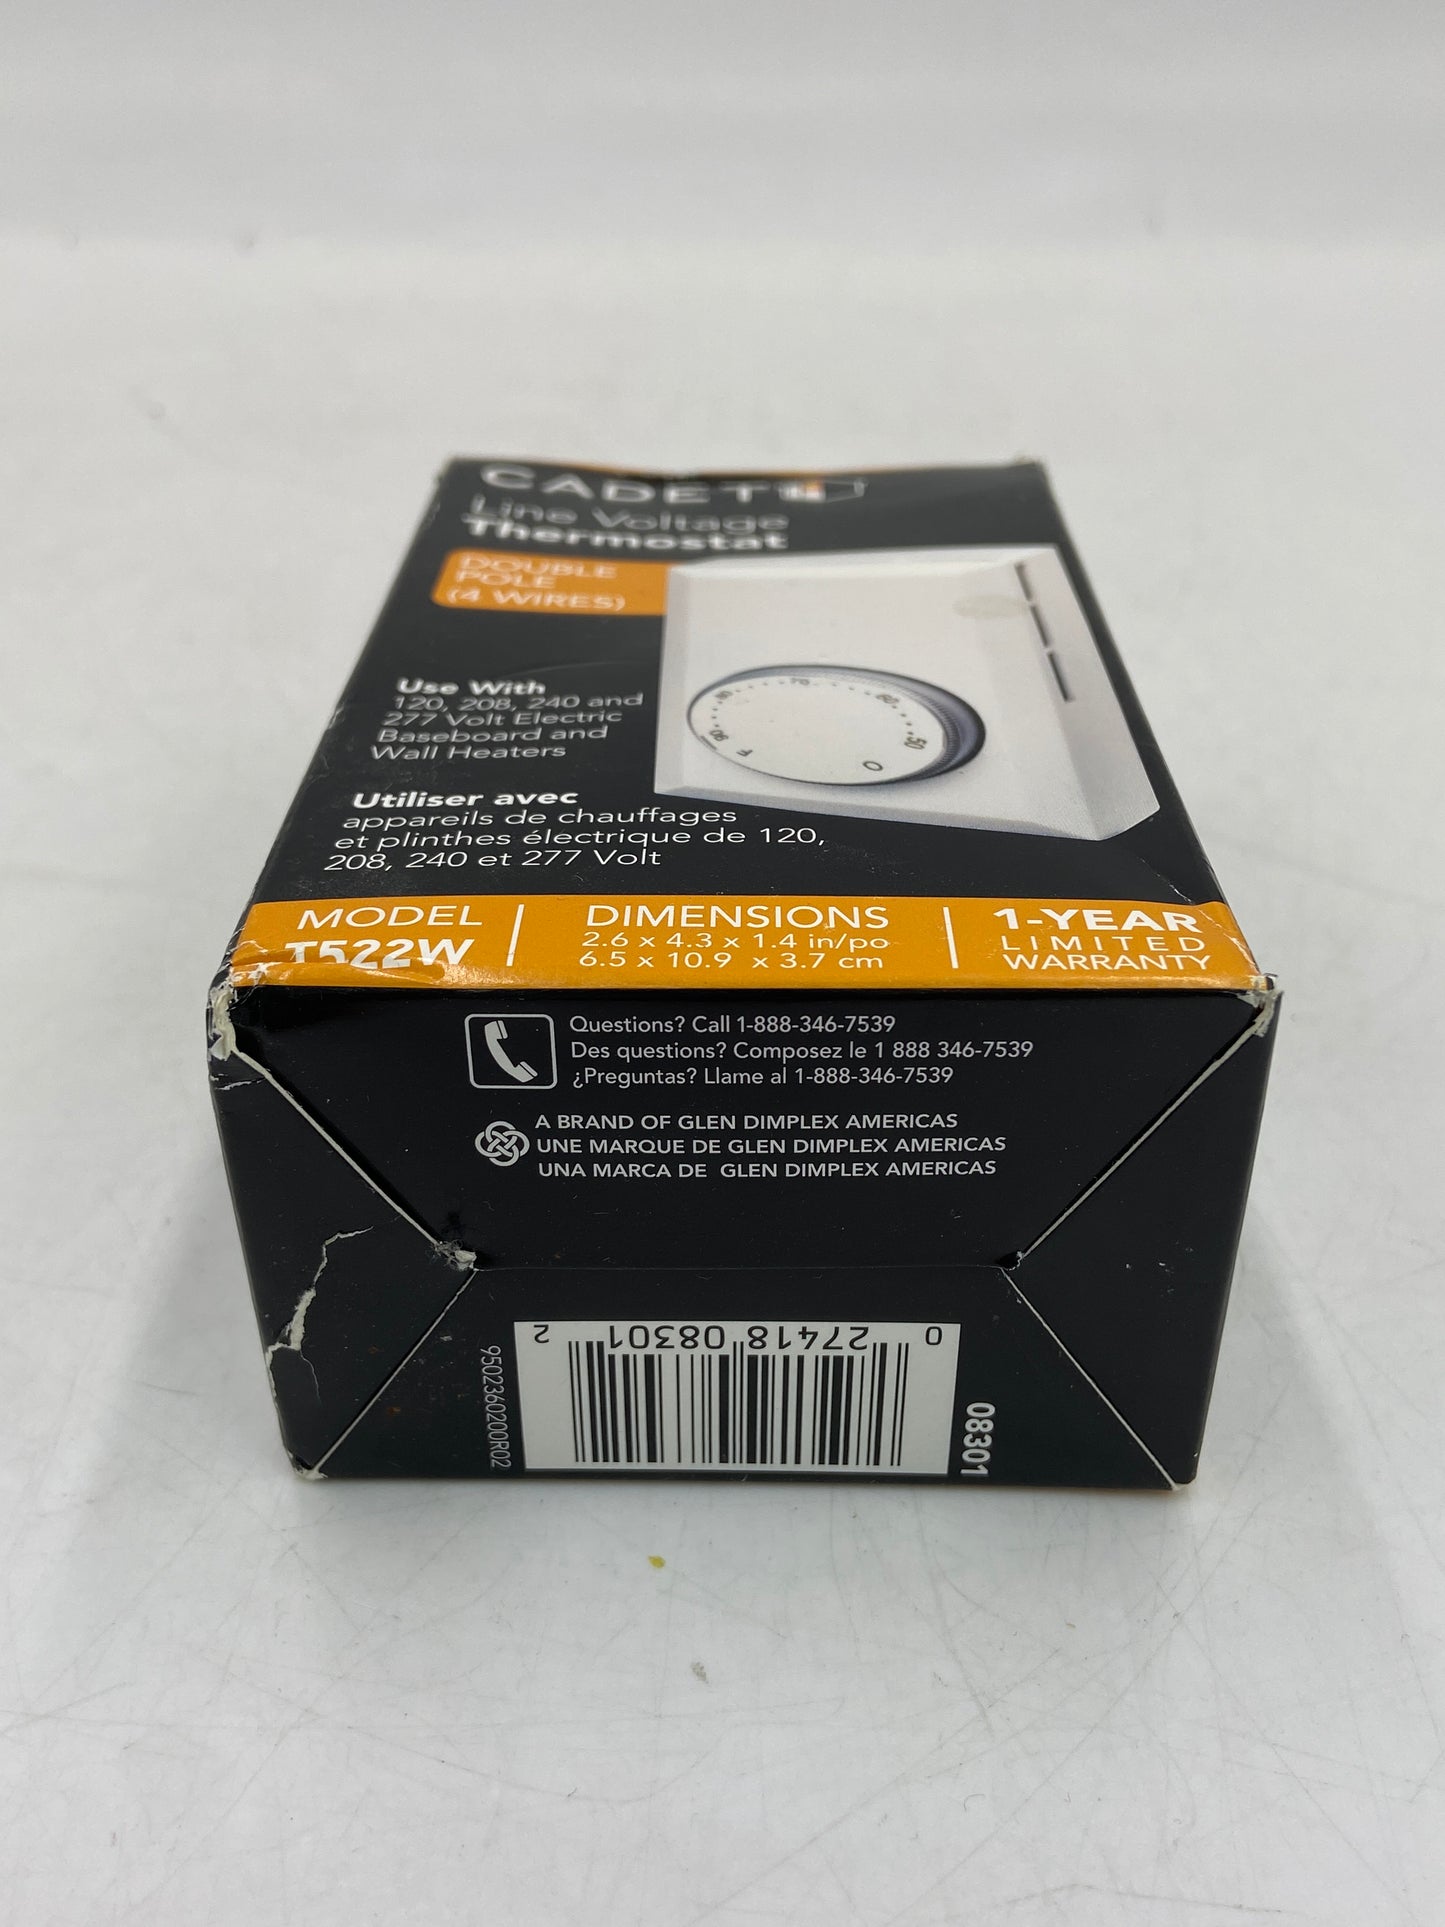 CADET
Line Voltage
Thermostat
DOUBLE
POLE
(4 WIRES)
Use With
120, 208, 240 and
277 Volt Electric
Baseboard and
Wall Heaters
Utiliser avec
appareils de chauffages
et plinthes électrique de 120,
208, 240 et 277 Volt
90 80 70 60 50
F O
MODEL
T522W
DIMENSIONS
2.6 x 4.3 x 1.4 in/po
6.5 x 10.9 x 3.7 cm
1-YEAR
LIMITED
WARRANTY
Questions? Call 1-888-346-7539
Des questions? Composez le 1 888 346-7539
¿Preguntas? Llame al 1-888-346-7539
A BRAND OF GLEN DIMPLEX AMERICAS
UNE MARQUE DE GLEN DIMPLEX AMERICAS
UNA MARCA DE GLEN DIMPLEX AMERICAS
0 27418 08301 2
9502360200R02
08301